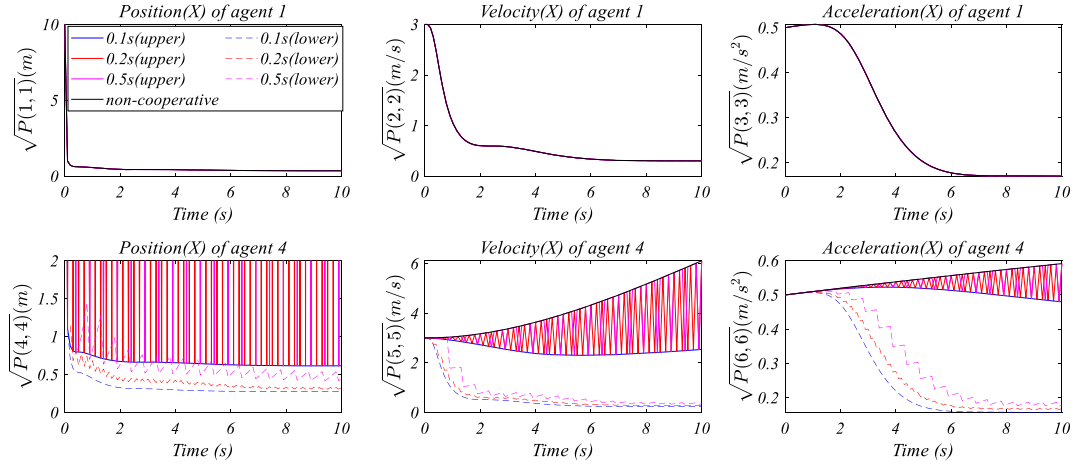 Position(X) of agent 1
√P(1,1)(m)
10
5
0
0.1s(upper) 0.1s(lower)
0.2s(upper) 0.2s(lower)
0.5s(upper) 0.5s(lower)
non-cooperative
0 2 4 6 8 10
Time (s)
Velocity(X) of agent 1
√P(2,2)(m/s)
3
2
1
0
0 2 4 6 8 10
Time (s)
Acceleration(X) of agent 1
√P(3,3)(m/s²)
0.5
0.4
0.3
0.2
0 2 4 6 8 10
Time (s)
Position(X) of agent 4
√P(4,4)(m)
2
1.5
1
0.5
0
0 2 4 6 8 10
Time (s)
Velocity(X) of agent 4
√P(5,5)(m/s)
6
4
2
0
0 2 4 6 8 10
Time (s)
Acceleration(X) of agent 4
√P(6,6)(m/s²)
0.6
0.5
0.4
0.3
0.2
0 2 4 6 8 10
Time (s)